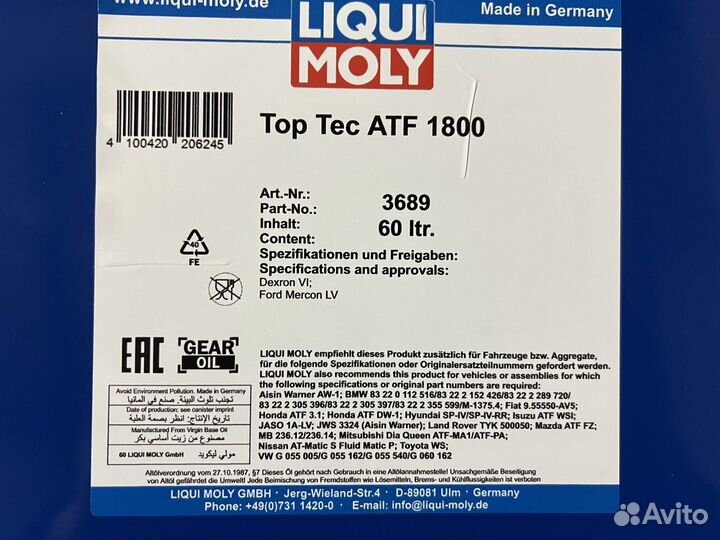 www.liqui-moly.de
Made in Germany
LIQUI
MOLY
Top Tec ATF 1800
4 100420 206245
Art.-Nr.:
Part-No.:
3689
Inhalt:
Content:
60 ltr.
Spezifikationen und Freigaben:
Specifications and approvals:
Dexron VI;
Ford Mercon LV
40
FE
EAC
GEAR
OIL
Avoid Environment Pollution. Made in Germany
تجنب تلوث البيئة. صنع في المانيا
Date of production: see canister imprint
تاريخ الإنتاج: انظر بصمة العلبة
Manufactured From Virgin Base Oil
مصنوع من زيت أساسي بكر
60 LIQUI MOLY GmbH
مولي ليكويد
LIQUI MOLY empfiehlt dieses Produkt zusätzlich für Fahrzeuge bzw. Aggregate,
für die folgende Spezifikationen oder Originalersatzteilnummern gefordert werden:
LIQUI MOLY also recommends this product for vehicles or assemblies for which
the following specifications or original part numbers are required:
Aisin Warner AW-1; BMW 83 22 0 112 516/83 22 2 152 426/83 22 2 289 720/
83 22 2 305 396/83 22 2 305 397/83 22 2 355 599/M-1375.4; Fiat 9.55550-AV5;
Honda ATF 3.1; Honda ATF DW-1; Hyundai SP-IV/SP-IV-RR; Isuzu ATF WSI;
JASO 1A-LV; JWS 3324 (Aisin Warner); Land Rover TYK 500050; Mazda ATF FZ;
MB 236.12/236.14; Mitsubishi Dia Queen ATF-MA1/ATF-PA;
Nissan AT-Matic S Fluid Matic P; Toyota WS;
VW G 055 005/G 055 162/G 055 540/G 060 162
Altölverordnung vom 27.10.1987, §7 Dieses Öl gehört nach Gebrauch in eine Altölannahmestelle! Unsachgemäße Beseitigung
von Altöl gefährdet die Umwelt! Jede Beimischung von Fremdstoffen wie Lösemitteln, Brems- und Kühlflüssigkeiten ist verboten
LIQUI MOLY GMBH · Jerg-Wieland-Str.4 · D-89081 Ulm · Germany
Phone: +49(0)731 1420-0 · E-Mail: info@liqui-moly.de
Avito